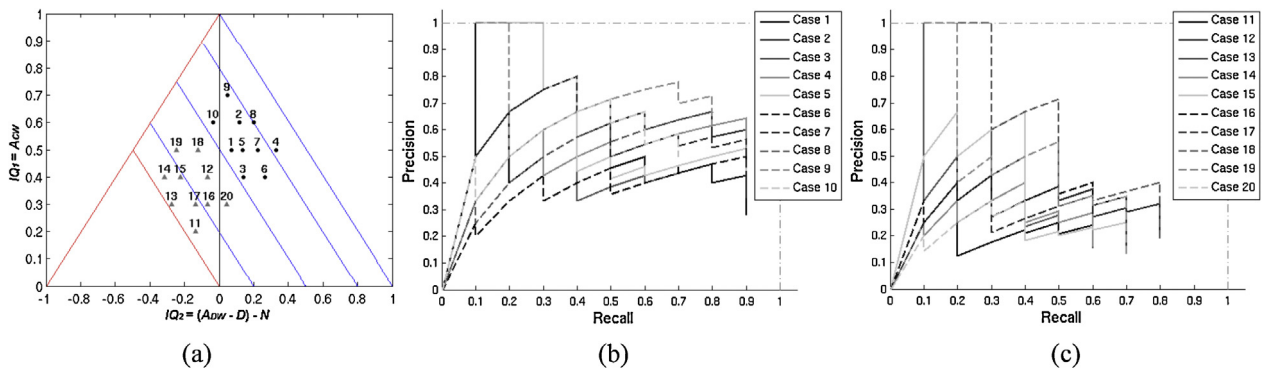 1
0.9
0.8
0.7
0.6
0.5
0.4
0.3
0.2
0.1
0
-1 -0.8 -0.6 -0.4 -0.2 0 0.2 0.4 0.6 0.8 1
IQ1 = ACW
IQ2 = (ADW - D) - N
9
10 2 8
19 18 1 5 7 4
14 15 12 3 6
13 17 16 20
11
(a)
1
0.9
0.8
0.7
0.6
0.5
0.4
0.3
0.2
0.1
0
0 0.1 0.2 0.3 0.4 0.5 0.6 0.7 0.8 0.9 1
Precision
Recall
Case 1
Case 2
Case 3
Case 4
Case 5
Case 6
Case 7
Case 8
Case 9
Case 10
(b)
1
0.9
0.8
0.7
0.6
0.5
0.4
0.3
0.2
0.1
0
0 0.1 0.2 0.3 0.4 0.5 0.6 0.7 0.8 0.9 1
Precision
Recall
Case 11
Case 12
Case 13
Case 14
Case 15
Case 16
Case 17
Case 18
Case 19
Case 20
(c)